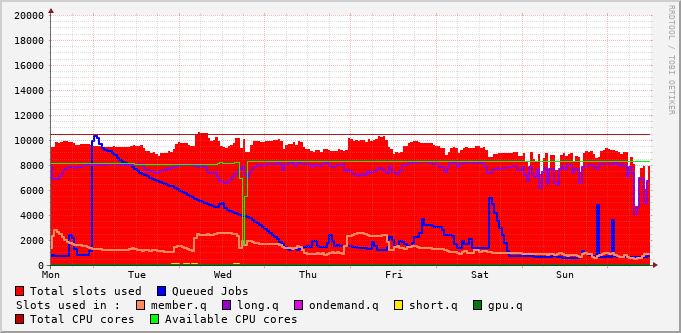 20000
18000
16000
14000
12000
10000
8000
6000
4000
2000
0
Mon Tue Wed Thu Fri Sat Sun
RRDTOOL / TOBI OETIKER
Total slots used Queued Jobs
Slots used in : member.q long.q ondemand.q short.q gpu.q
Total CPU cores Available CPU cores